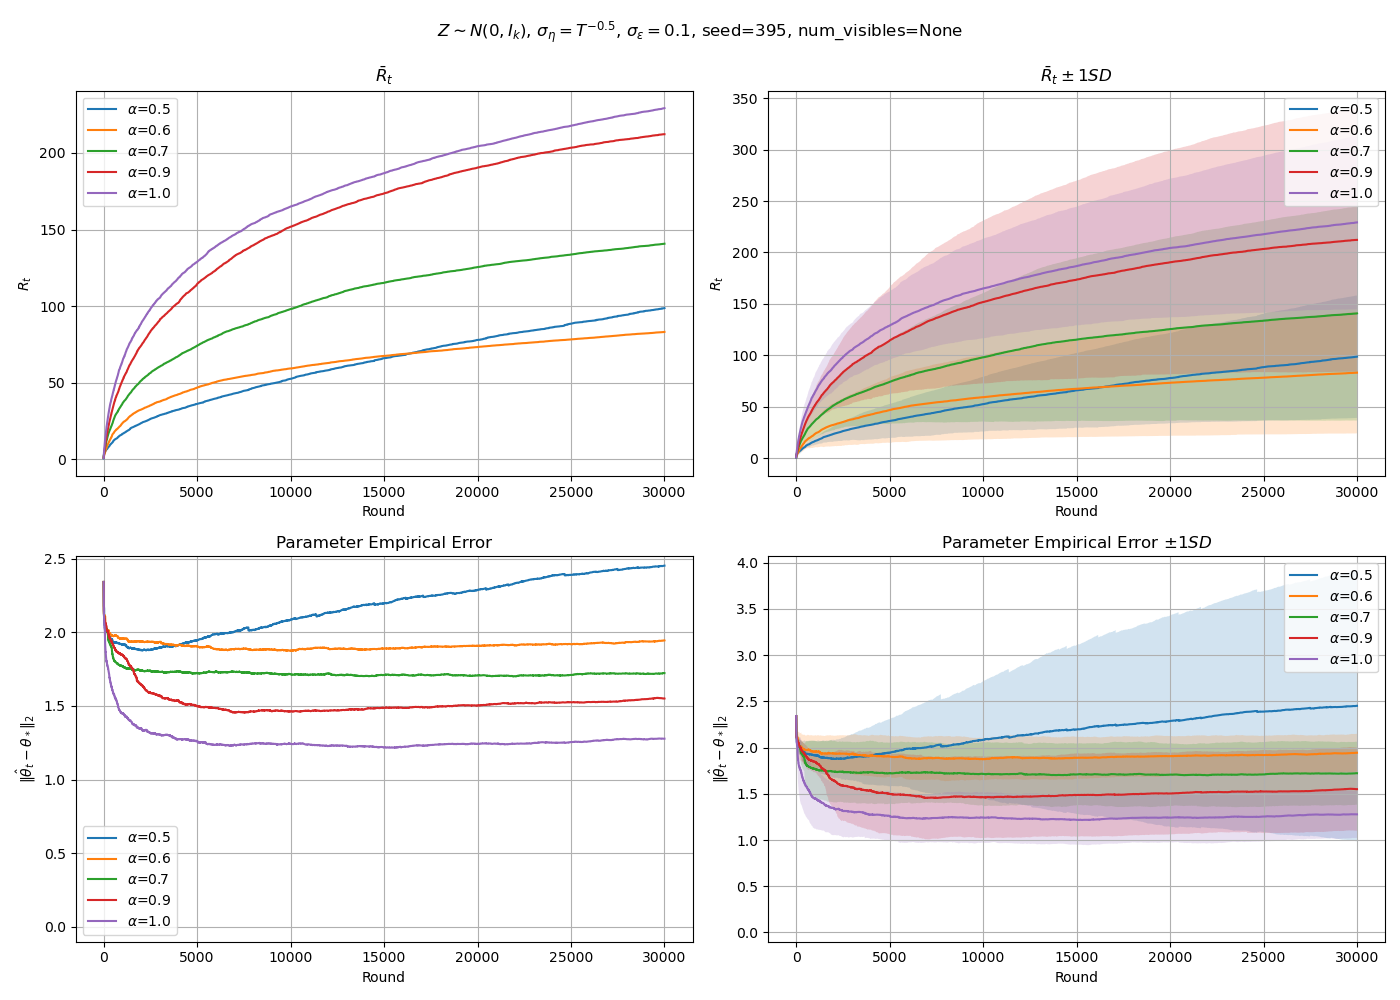 Z ~ N(0, I_k), σ_η = T^{−0.5}, σ_ε = 0.1, seed=395, num_visibles=None
R̄_t
R_t
200
150
100
50
0
α=0.5
α=0.6
α=0.7
α=0.9
α=1.0
0 5000 10000 15000 20000 25000 30000
Round
R̄_t ± 1SD
R_t
350
300
250
200
150
100
50
0
α=0.5
α=0.6
α=0.7
α=0.9
α=1.0
0 5000 10000 15000 20000 25000 30000
Round
Parameter Empirical Error
‖θ̂_t − θ_*‖_2
2.5
2.0
1.5
1.0
0.5
0.0
α=0.5
α=0.6
α=0.7
α=0.9
α=1.0
0 5000 10000 15000 20000 25000 30000
Round
Parameter Empirical Error ±1SD
‖θ̂_t − θ_*‖_2
4.0
3.5
3.0
2.5
2.0
1.5
1.0
0.5
0.0
α=0.5
α=0.6
α=0.7
α=0.9
α=1.0
0 5000 10000 15000 20000 25000 30000
Round